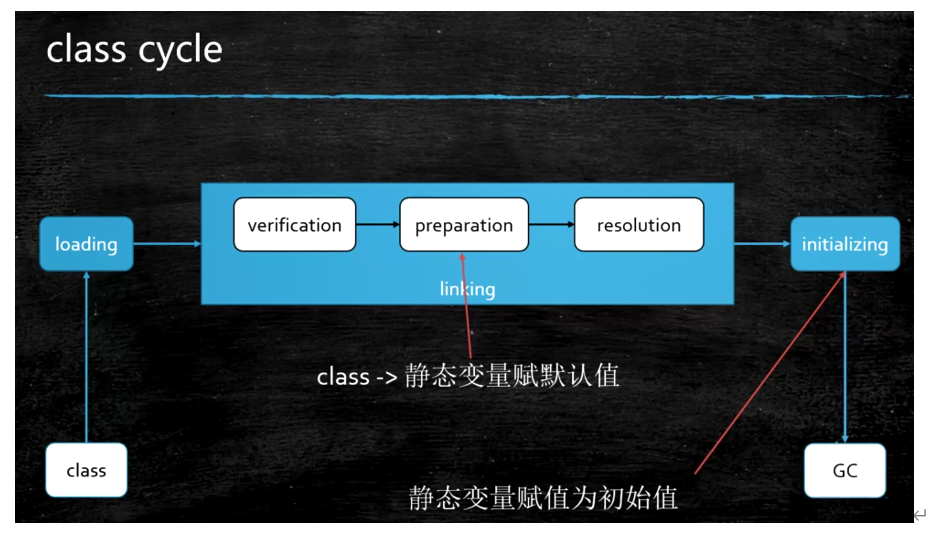 class cycle
verification
preparation
resolution
loading
initializing
linking
class -> 静态变量赋默认值
class
GC
静态变量赋值为初始值